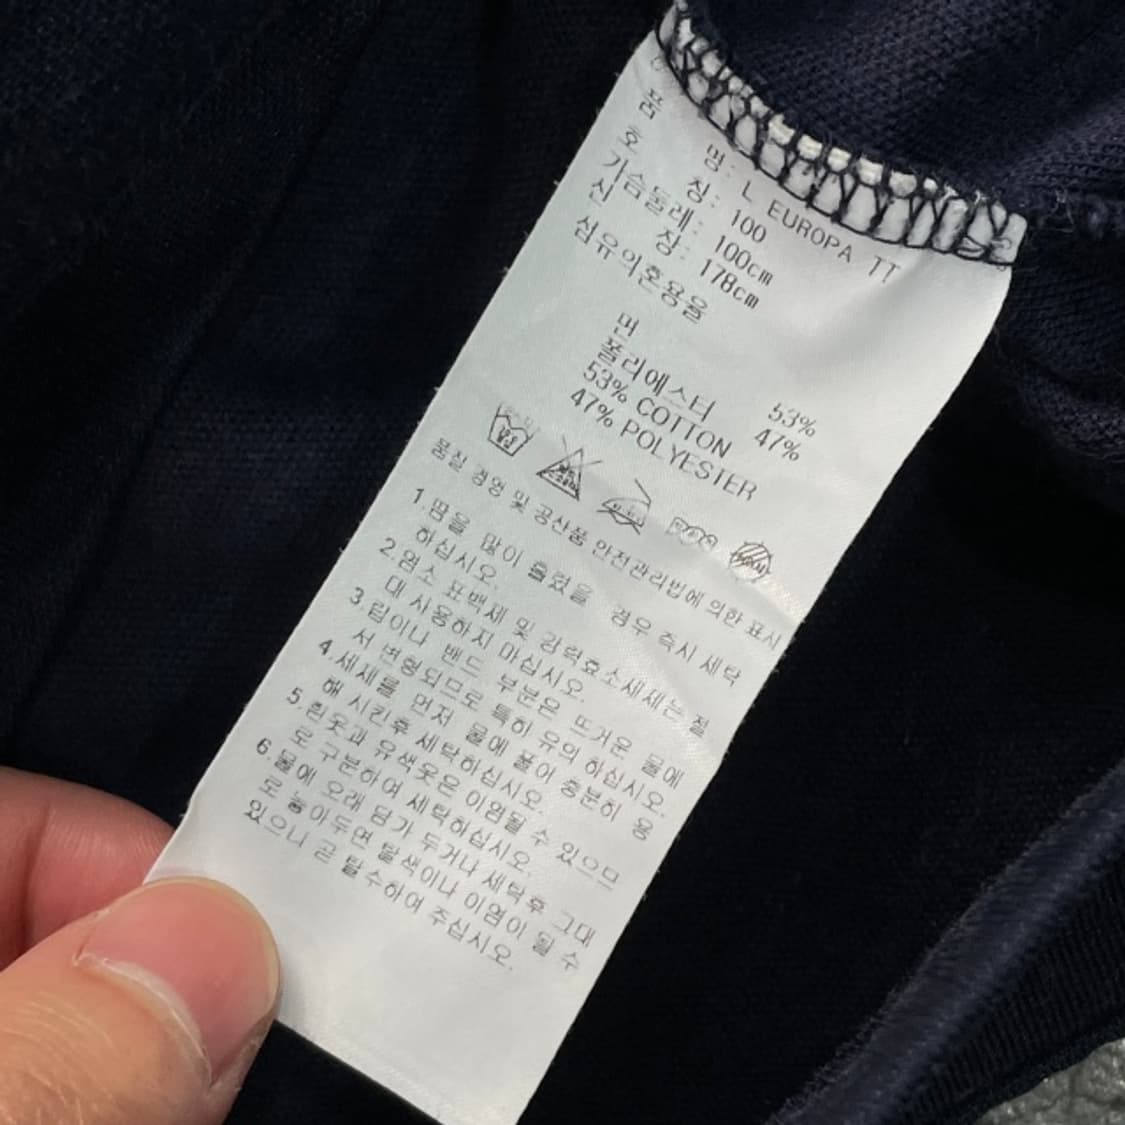 품 명: L EUROPA TT
호 칭: 100
가슴둘레: 100cm
신 장: 178cm
섬유의혼용율
면 53%
폴리에스터 47%
53% COTTON
47% POLYESTER
품질 경영 및 공산품 안전관리법에 의한 표시
1.땀을 많이 흘렸을 경우 즉시 세탁
하십시오.
2.염소 표백제 및 강력효소세제는 절
대 사용하지 마십시오.
3.립이나 밴드 부분은 뜨거운 물에
서 변형되므로 특히 유의 하십시오.
4.세제를 먼저 물에 풀어 충분히 용
해 시킨후 세탁하십시오.
5.흰옷과 유색옷은 이염될 수 있으므
로 구분하여 세탁하십시오.
6.물에 오래 담가 두거나 세탁후 그대
로 놓아두면 탈색이나 이염이 될 수
있으니 곧 탈수하여 주십시오.